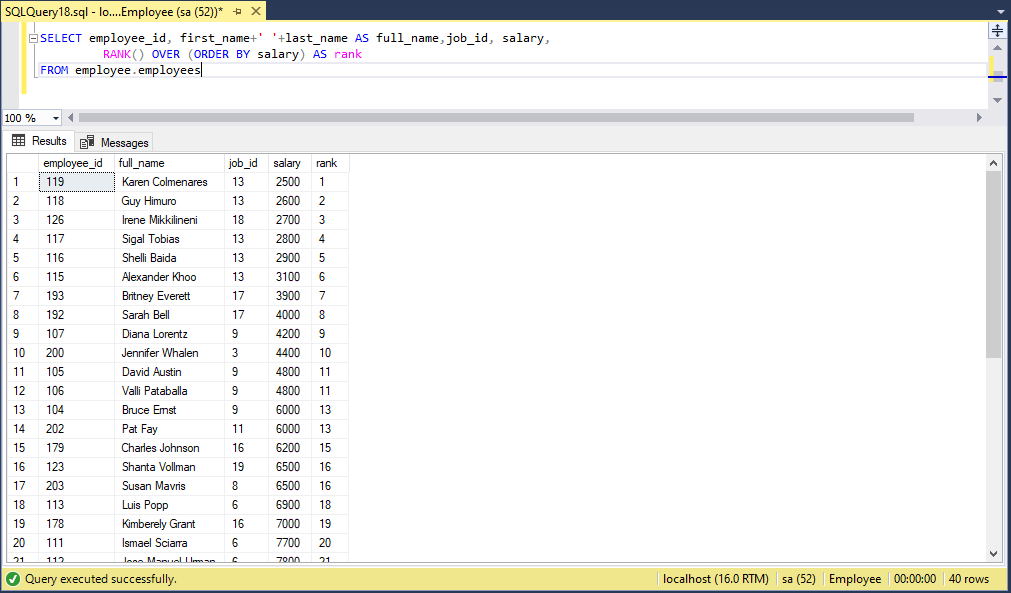 SQLQuery18.sql - lo....Employee (sa (52))*
SELECT employee_id, first_name+' '+last_name AS full_name,job_id, salary,
RANK() OVER (ORDER BY salary) AS rank
FROM employee.employees
100 %
Results Messages
employee_id full_name job_id salary rank
1 119 Karen Colmenares 13 2500 1
2 118 Guy Himuro 13 2600 2
3 126 Irene Mikkilineni 18 2700 3
4 117 Sigal Tobias 13 2800 4
5 116 Shelli Baida 13 2900 5
6 115 Alexander Khoo 13 3100 6
7 193 Britney Everett 17 3900 7
8 192 Sarah Bell 17 4000 8
9 107 Diana Lorentz 9 4200 9
10 200 Jennifer Whalen 3 4400 10
11 105 David Austin 9 4800 11
12 106 Valli Pataballa 9 4800 11
13 104 Bruce Ernst 9 6000 13
14 202 Pat Fay 11 6000 13
15 179 Charles Johnson 16 6200 15
16 123 Shanta Vollman 19 6500 16
17 203 Susan Mavris 8 6500 16
18 113 Luis Popp 6 6900 18
19 178 Kimberely Grant 16 7000 19
20 111 Ismael Sciarra 6 7700 20
21 112 Jose Manuel Urman 6 7800 21
Query executed successfully. localhost (16.0 RTM) sa (52) Employee 00:00:00 40 rows